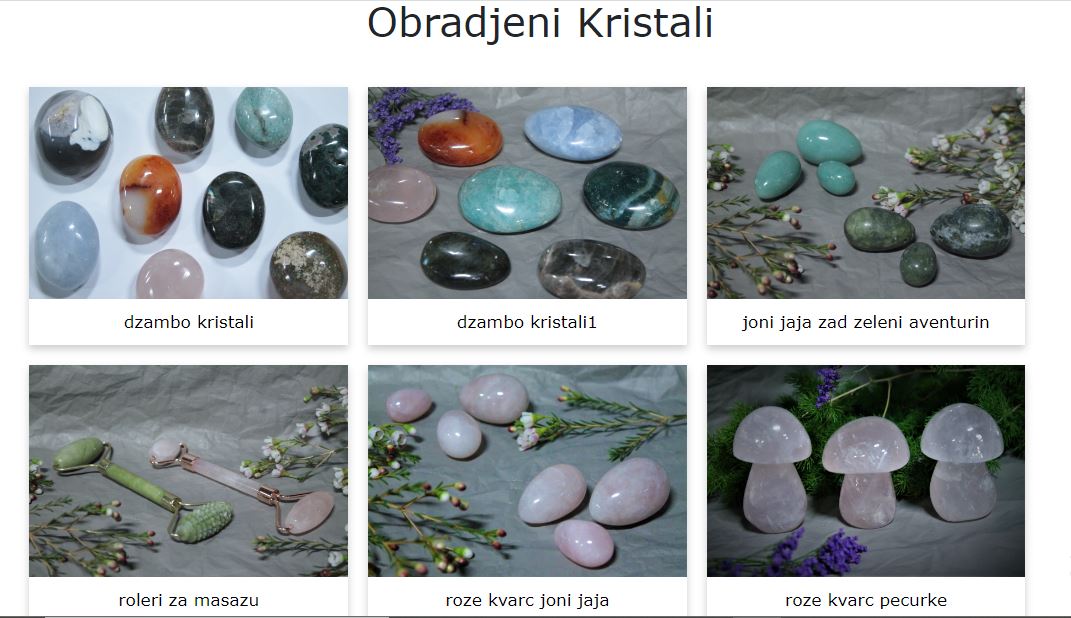 Obradjeni Kristali
dzambo kristali
dzambo kristali1
joni jaja zad zeleni aventurin
roleri za masazu
roze kvarc joni jaja
roze kvarc pecurke